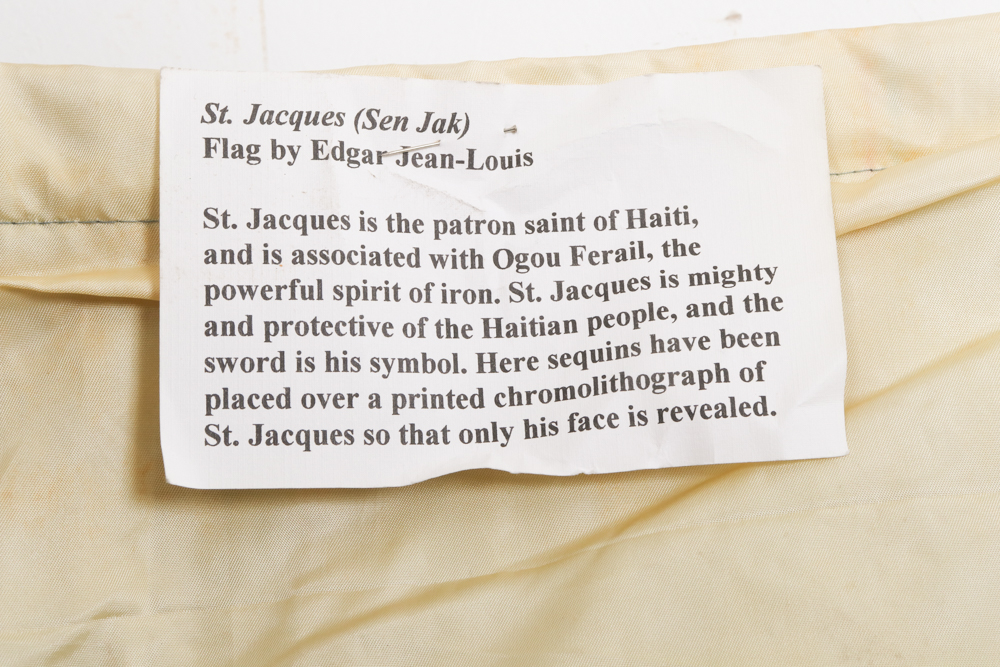 St. Jacques (Sen Jak)
Flag by Edgar Jean-Louis
St. Jacques is the patron saint of Haiti,
and is associated with Ogou Ferail, the
powerful spirit of iron. St. Jacques is mighty
and protective of the Haitian people, and the
sword is his symbol. Here sequins have been
placed over a printed chromolithograph of
St. Jacques so that only his face is revealed.